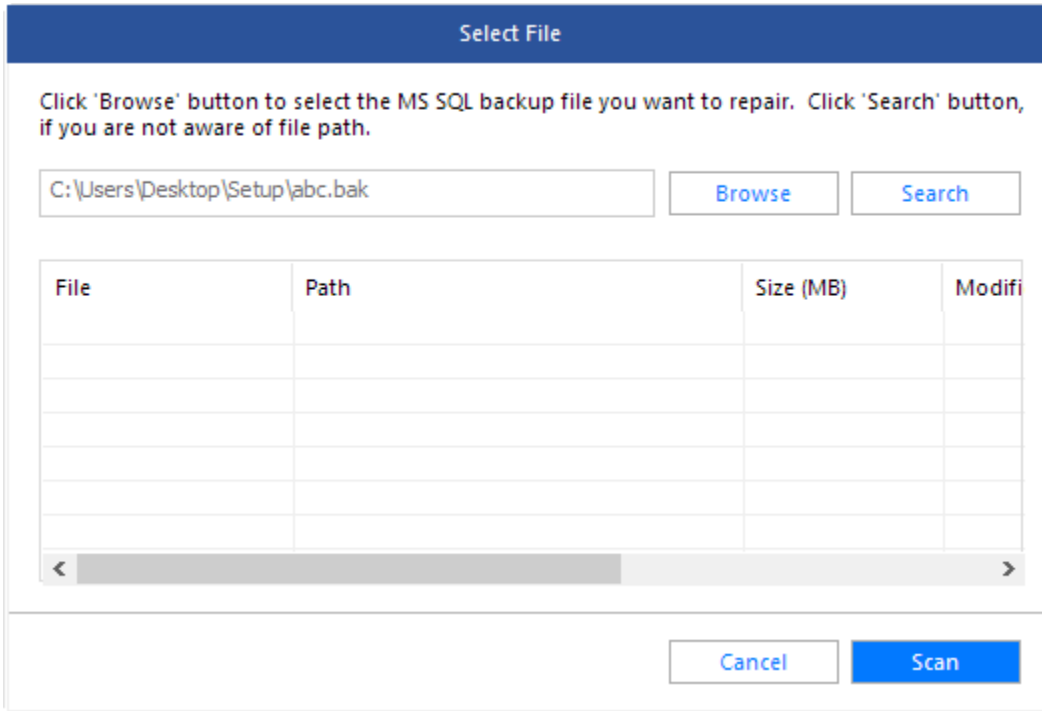 Select File
Click 'Browse' button to select the MS SQL backup file you want to repair.  Click 'Search' button,
if you are not aware of file path.
C:\Users\Desktop\Setup\abc.bak
Browse
Search
File
Path
Size (MB)
Modifi
Cancel
Scan